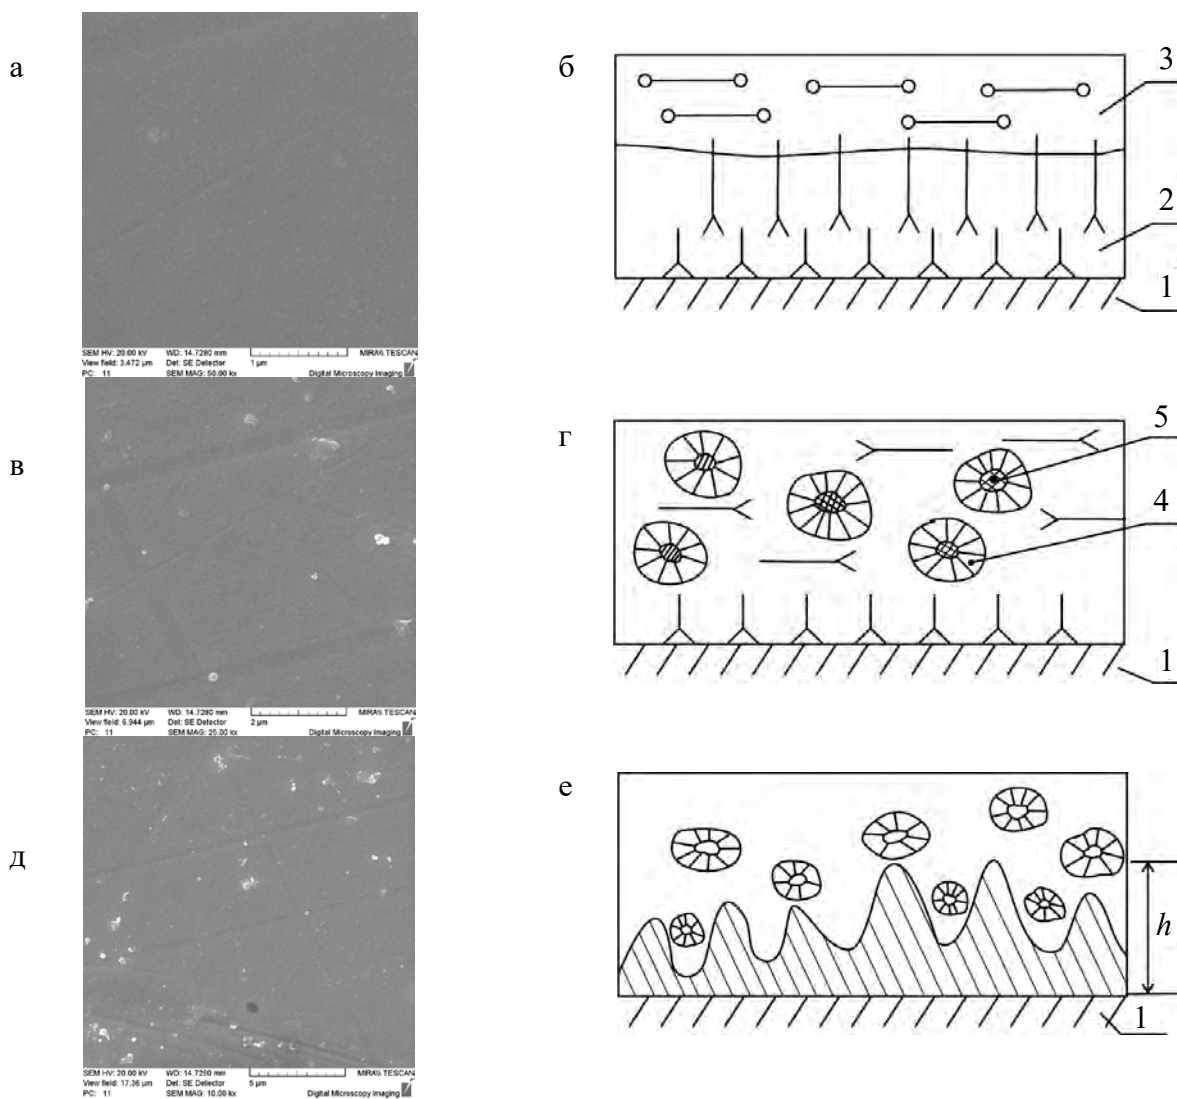 а
SEM HV: 20.00 kV WD: 14.7280 mm MIRA\\ TESCAN
View field: 3.472 µm Det: SE Detector 1 µm
PC: 11 SEM MAG: 50.00 kx Digital Microscopy Imaging
б
3
2
1
в
SEM HV: 20.00 kV WD: 14.7280 mm MIRA\\ TESCAN
View field: 6.944 µm Det: SE Detector 2 µm
PC: 11 SEM MAG: 25.00 kx Digital Microscopy Imaging
г
5
4
1
д
SEM HV: 20.00 kV WD: 14.7280 mm MIRA\\ TESCAN
View field: 17.36 µm Det: SE Detector 5 µm
PC: 11 SEM MAG: 10.00 kx Digital Microscopy Imaging
е
h
1